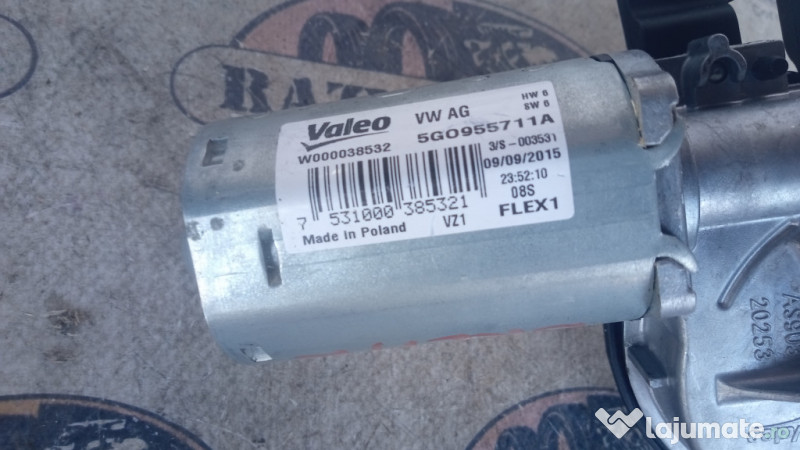 Valeo
VW AG
HW 6
SW 6
W000038532
5G0955711A
3/S-003531
09/09/2015
23:52:10
08S
7 531000 385321
Made in Poland
VZ1
FLEX1
20253
lajumate.ro